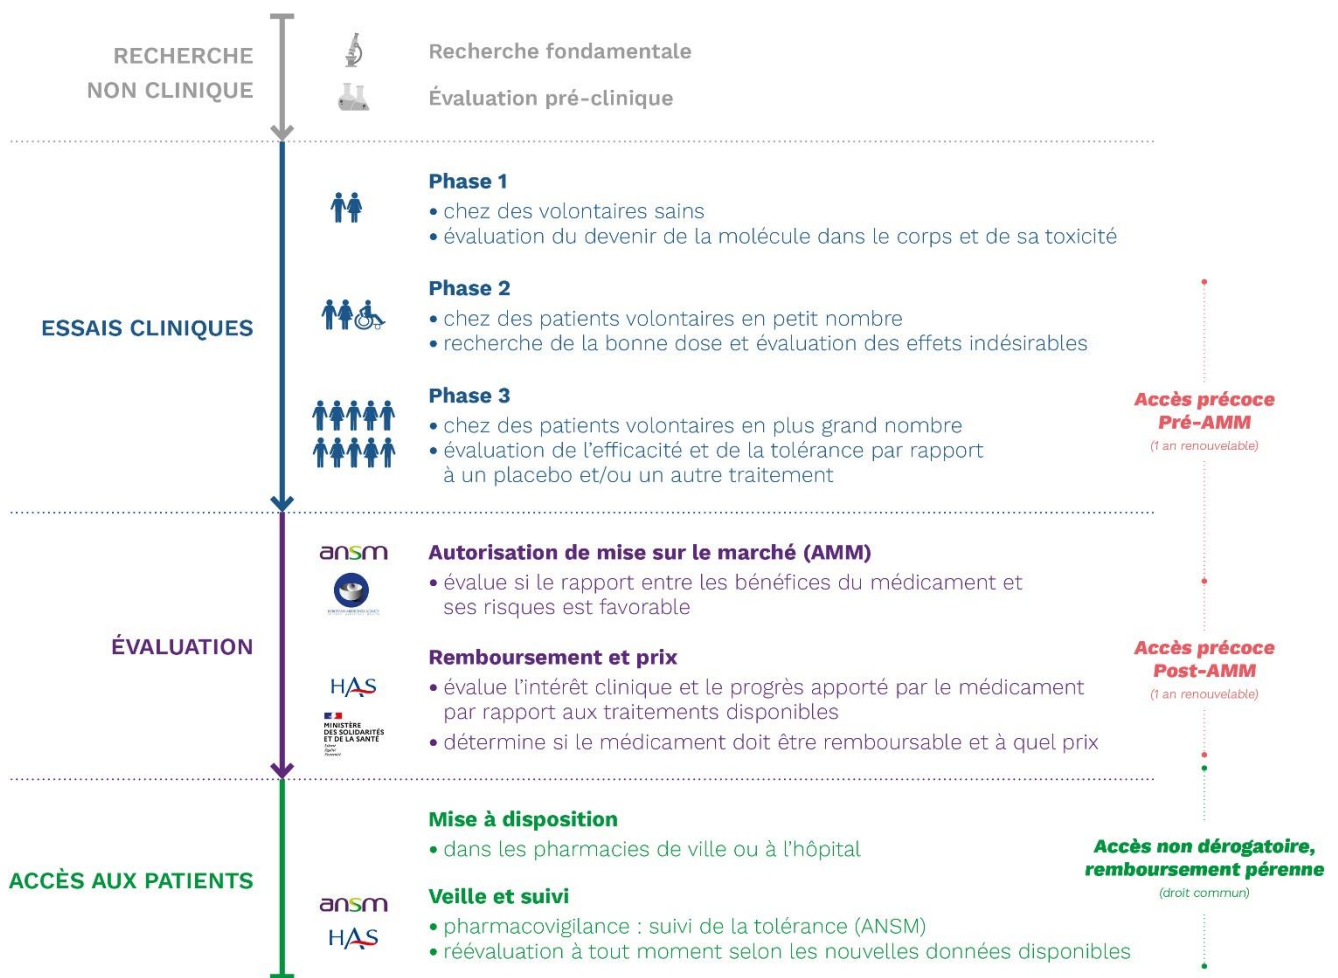 RECHERCHE
NON CLINIQUE
Recherche fondamentale
Évaluation pré-clinique
ESSAIS CLINIQUES
Phase 1
• chez des volontaires sains
• évaluation du devenir de la molécule dans le corps et de sa toxicité
Phase 2
• chez des patients volontaires en petit nombre
• recherche de la bonne dose et évaluation des effets indésirables
Phase 3
• chez des patients volontaires en plus grand nombre
• évaluation de l'efficacité et de la tolérance par rapport
à un placebo et/ou un autre traitement
Accès précoce
Pré-AMM
(1 an renouvelable)
ÉVALUATION
ansm
Autorisation de mise sur le marché (AMM)
• évalue si le rapport entre les bénéfices du médicament et
ses risques est favorable
Remboursement et prix
HAS
• évalue l'intérêt clinique et le progrès apporté par le médicament
par rapport aux traitements disponibles
MINISTÈRE
DES SOLIDARITÉS
ET DE LA SANTÉ
• détermine si le médicament doit être remboursable et à quel prix
Accès précoce
Post-AMM
(1 an renouvelable)
ACCÈS AUX PATIENTS
Mise à disposition
• dans les pharmacies de ville ou à l'hôpital
ansm
HAS
Veille et suivi
• pharmacovigilance : suivi de la tolérance (ANSM)
• réévaluation à tout moment selon les nouvelles données disponibles
Accès non dérogatoire,
remboursement pérenne
(droit commun)